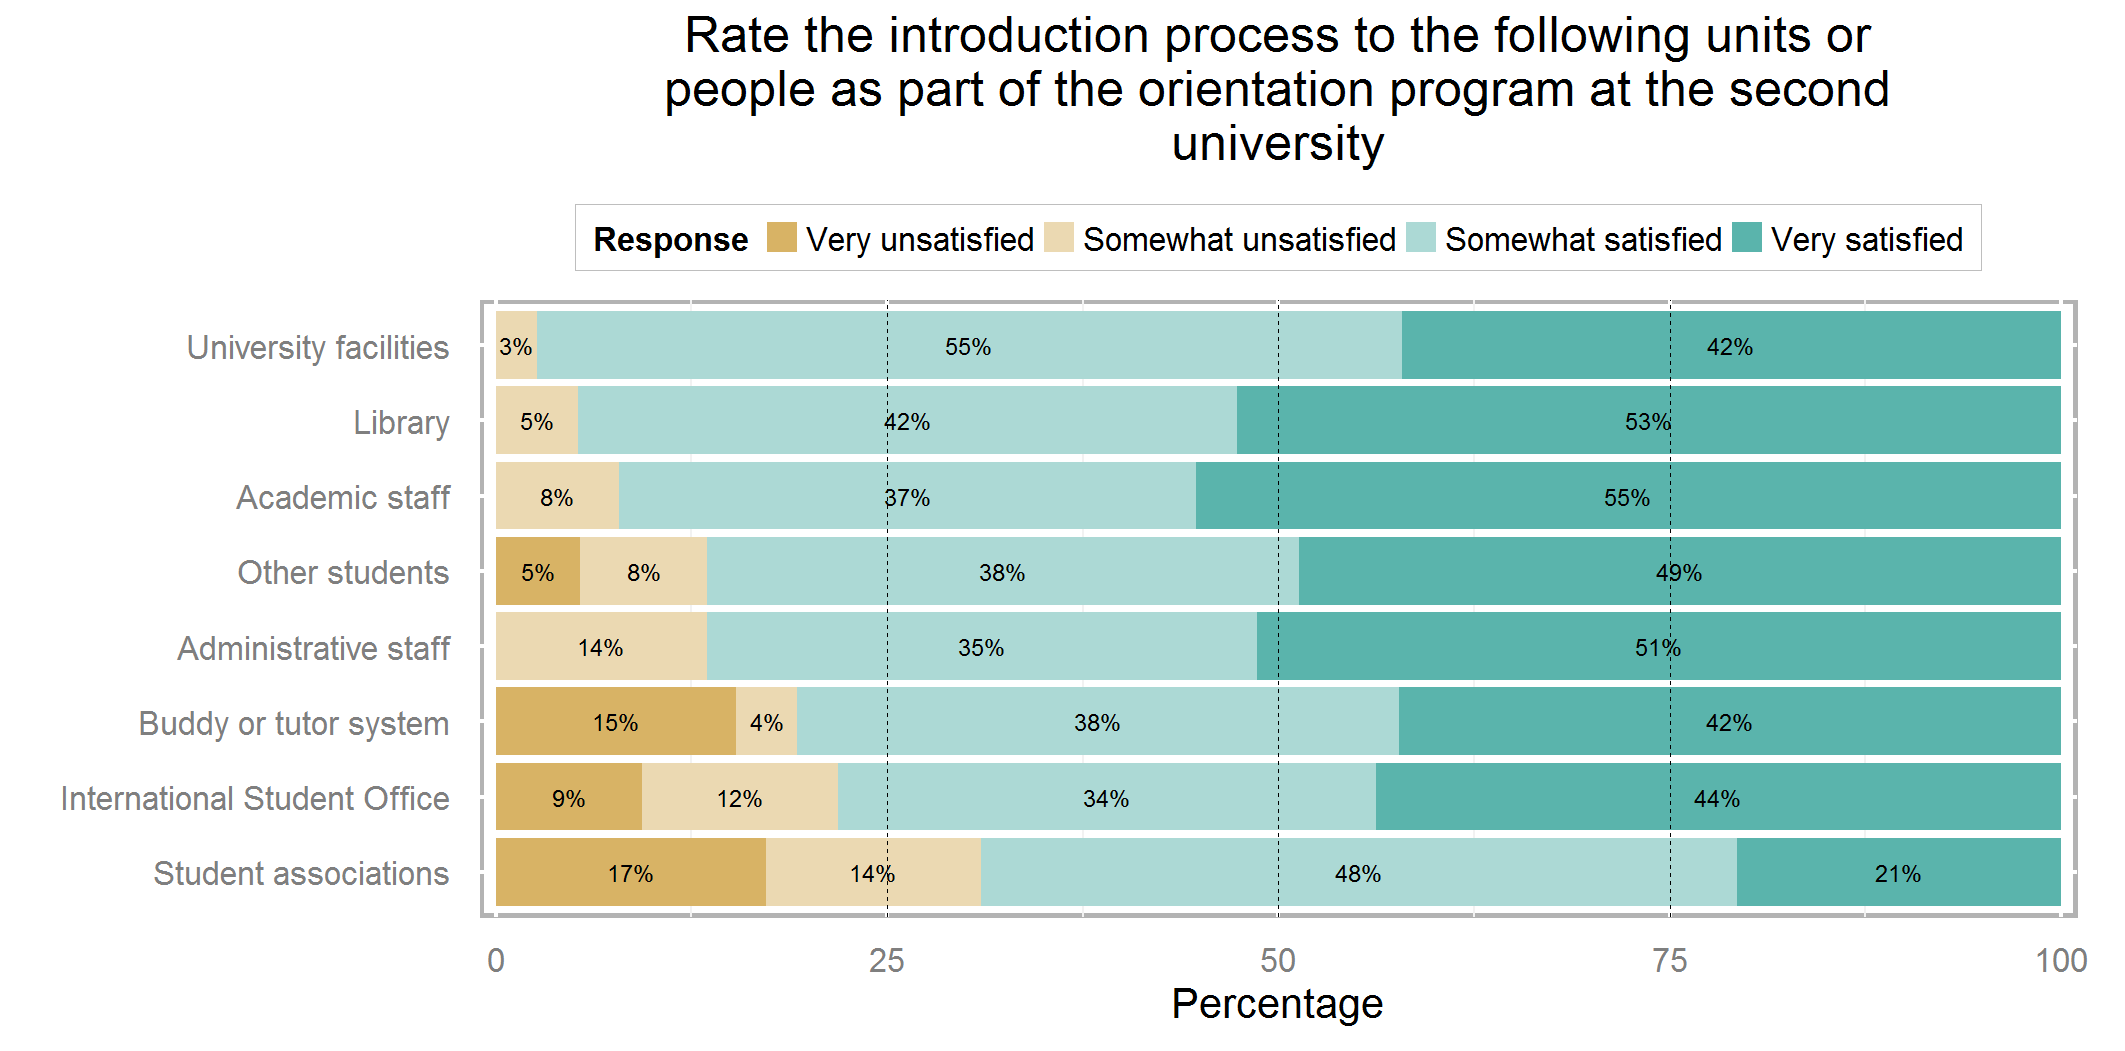 Rate the introduction process to the following units or
people as part of the orientation program at the second
university
Response Very unsatisfied Somewhat unsatisfied Somewhat satisfied Very satisfied
University facilities 3% 55% 42%
Library 5% 42% 53%
Academic staff 8% 37% 55%
Other students 5% 8% 38% 49%
Administrative staff 14% 35% 51%
Buddy or tutor system 15% 4% 38% 42%
International Student Office 9% 12% 34% 44%
Student associations 17% 14% 48% 21%
0 25 50 75 100
Percentage